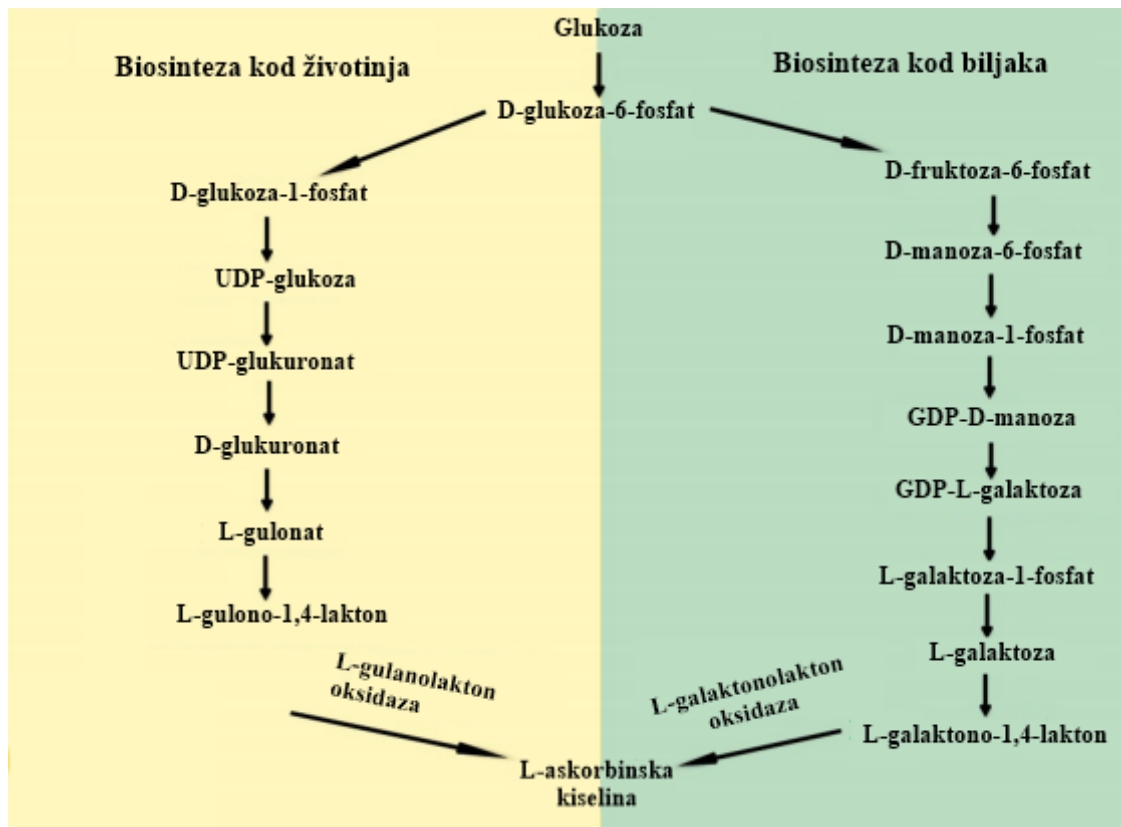 Glukoza
Biosinteza kod životinja
Biosinteza kod biljaka
D-glukoza-6-fosfat
D-glukoza-1-fosfat
UDP-glukoza
UDP-glukuronat
D-glukuronat
L-gulonat
L-gulono-1,4-lakton
L-gulanolakton
oksidaza
D-fruktoza-6-fosfat
D-manoza-6-fosfat
D-manoza-1-fosfat
GDP-D-manoza
GDP-L-galaktoza
L-galaktoza-1-fosfat
L-galaktoza
L-galaktono-1,4-lakton
L-galaktonolakton
oksidaza
L-askorbinska
kiselina